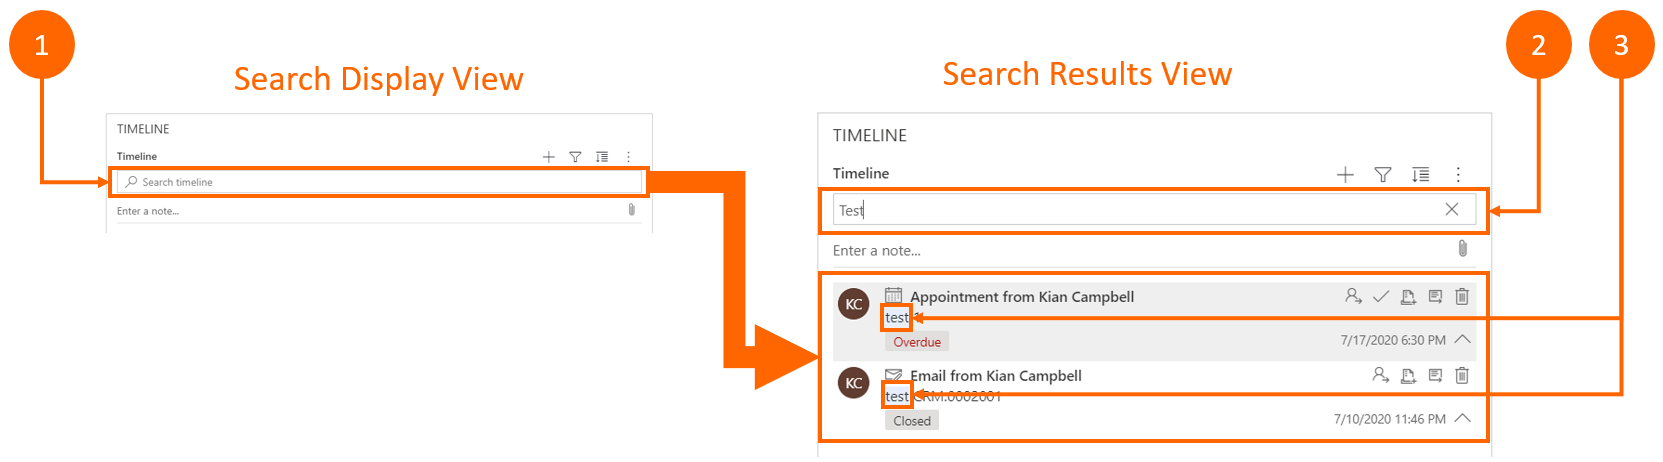 1
2
3
Search Display View
Search Results View
TIMELINE
Timeline
Search timeline
Enter a note...
TIMELINE
Timeline
Test
Enter a note...
KC
Appointment from Kian Campbell
test
Overdue
7/17/2020 6:30 PM
KC
Email from Kian Campbell
test CRM:0002001
Closed
7/10/2020 11:46 PM